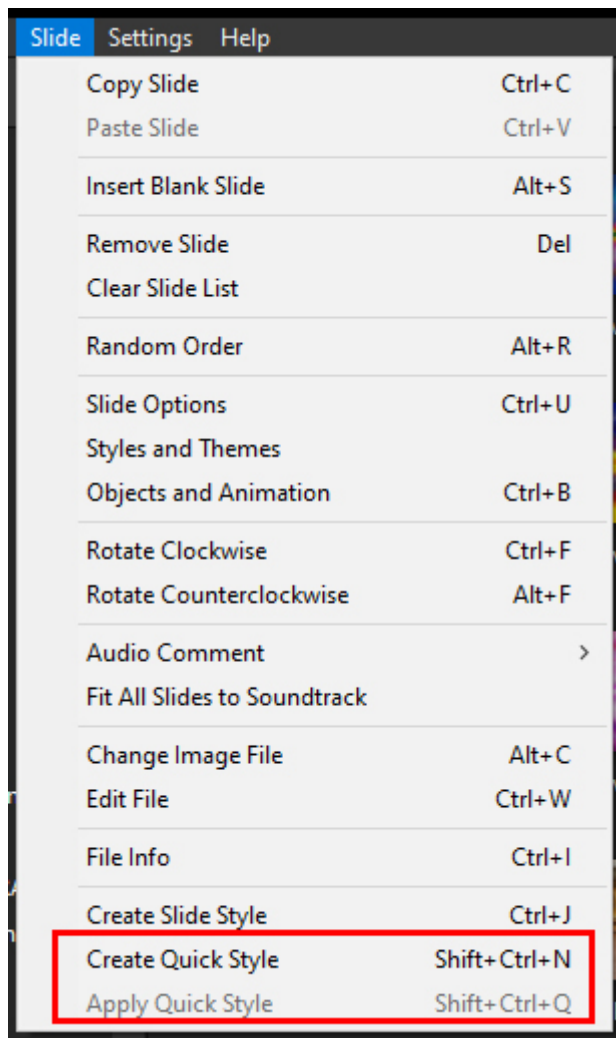 Slide Settings Help
Copy Slide Ctrl+C
Paste Slide Ctrl+V
Insert Blank Slide Alt+S
Remove Slide Del
Clear Slide List
Random Order Alt+R
Slide Options Ctrl+U
Styles and Themes
Objects and Animation Ctrl+B
Rotate Clockwise Ctrl+F
Rotate Counterclockwise Alt+F
Audio Comment >
Fit All Slides to Soundtrack
Change Image File Alt+C
Edit File Ctrl+W
File Info Ctrl+I
Create Slide Style Ctrl+J
Create Quick Style Shift+Ctrl+N
Apply Quick Style Shift+Ctrl+Q